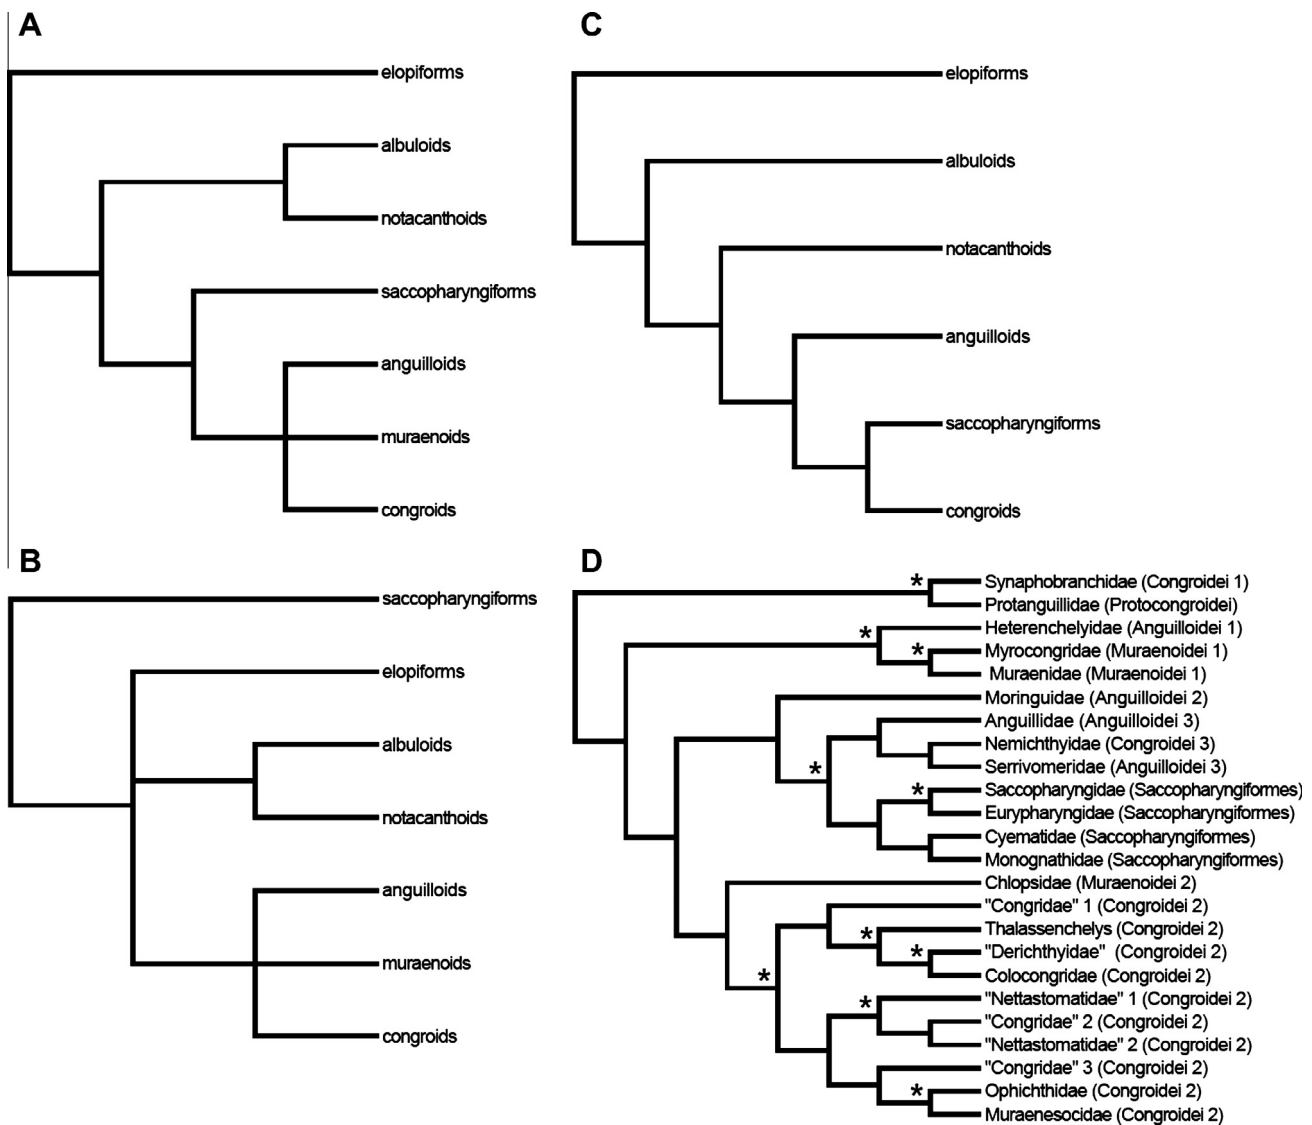 A
elopiforms
albuloids
notacanthoids
saccopharyngiforms
anguilloids
muraenoids
congroids
B
saccopharyngiforms
elopiforms
albuloids
notacanthoids
anguilloids
muraenoids
congroids
C
elopiforms
albuloids
notacanthoids
anguilloids
saccopharyngiforms
congroids
D
* Synaphobranchidae (Congroidei 1)
Protanguillidae (Protocongroidei)
* Heterenchelyidae (Anguilloidei 1)
* Myrocongridae (Muraenoidei 1)
Muraenidae (Muraenoidei 1)
Moringuidae (Anguilloidei 2)
Anguillidae (Anguilloidei 3)
Nemichthyidae (Congroidei 3)
* Serrivomeridae (Anguilloidei 3)
* Saccopharyngidae (Saccopharyngiformes)
Eurypharyngidae (Saccopharyngiformes)
Cyematidae (Saccopharyngiformes)
Monognathidae (Saccopharyngiformes)
Chlopsidae (Muraenoidei 2)
"Congridae" 1 (Congroidei 2)
* Thalassenchelys (Congroidei 2)
* "Derichthyidae" (Congroidei 2)
* Colocongridae (Congroidei 2)
* "Nettastomatidae" 1 (Congroidei 2)
"Congridae" 2 (Congroidei 2)
"Nettastomatidae" 2 (Congroidei 2)
"Congridae" 3 (Congroidei 2)
* Ophichthidae (Congroidei 2)
Muraenesocidae (Congroidei 2)